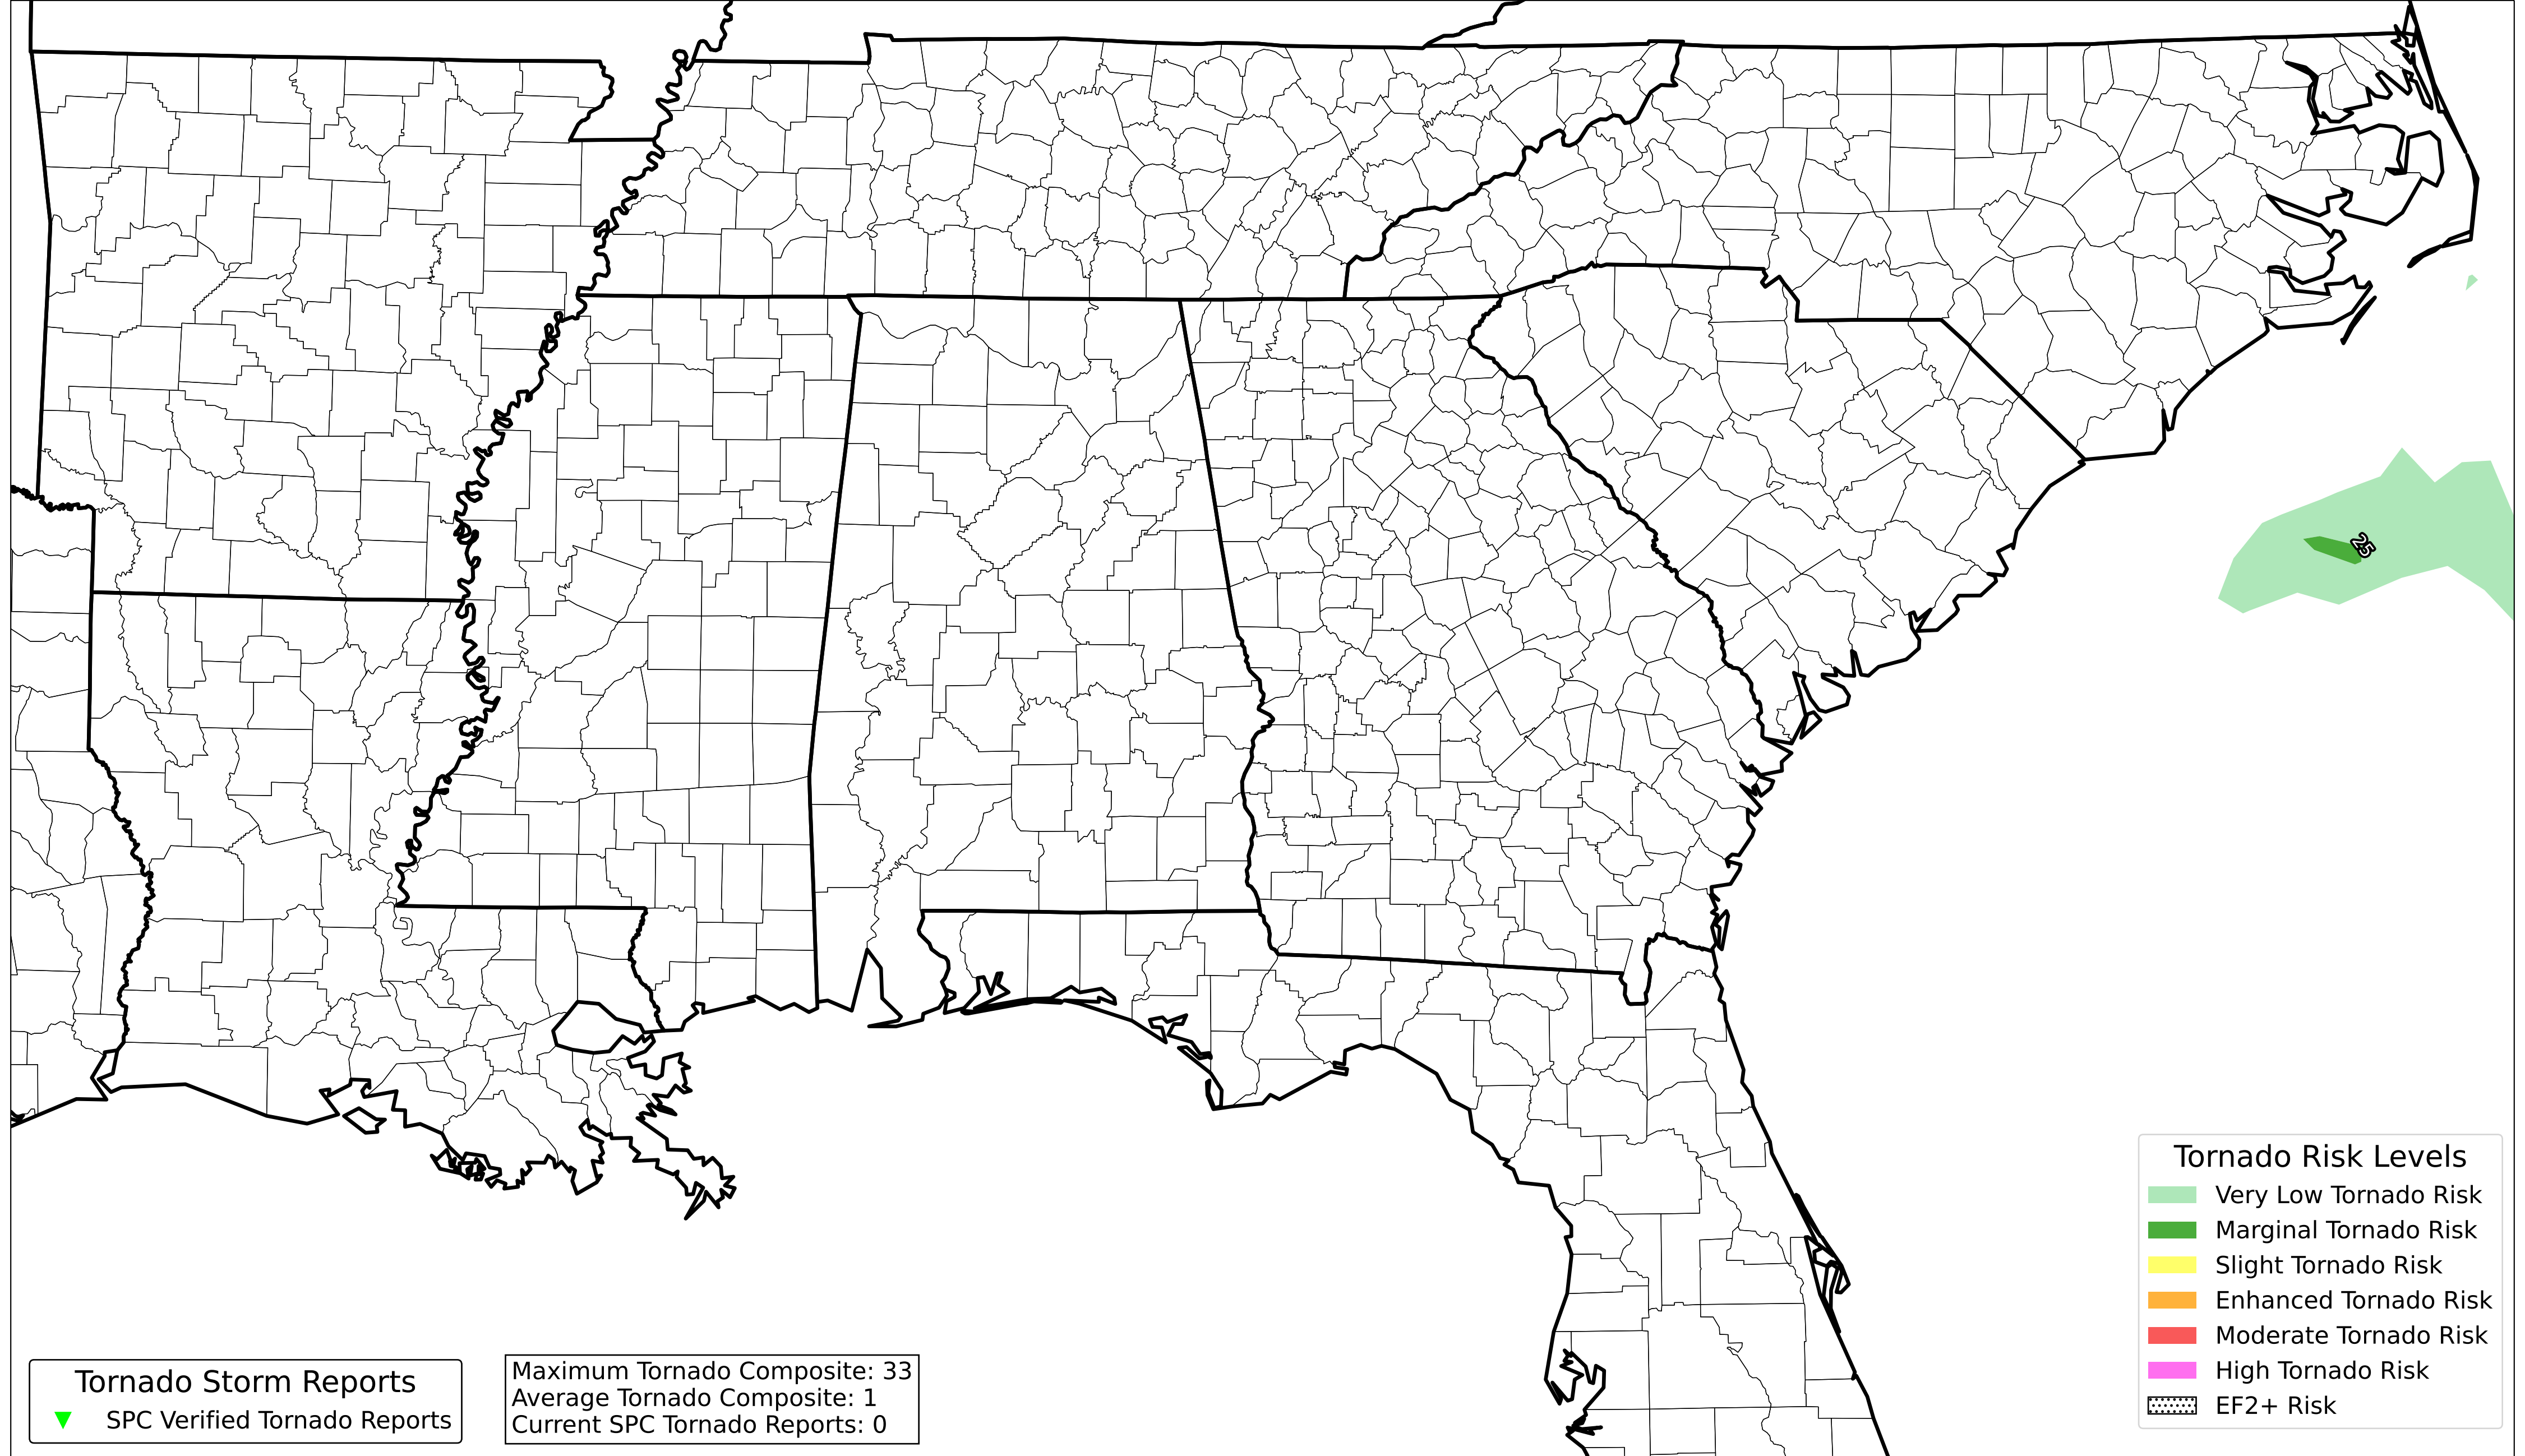 25
Tornado Risk Levels
Very Low Tornado Risk
Marginal Tornado Risk
Slight Tornado Risk
Enhanced Tornado Risk
Moderate Tornado Risk
High Tornado Risk
EF2+ Risk
Tornado Storm Reports
SPC Verified Tornado Reports
Maximum Tornado Composite: 33
Average Tornado Composite: 1
Current SPC Tornado Reports: 0